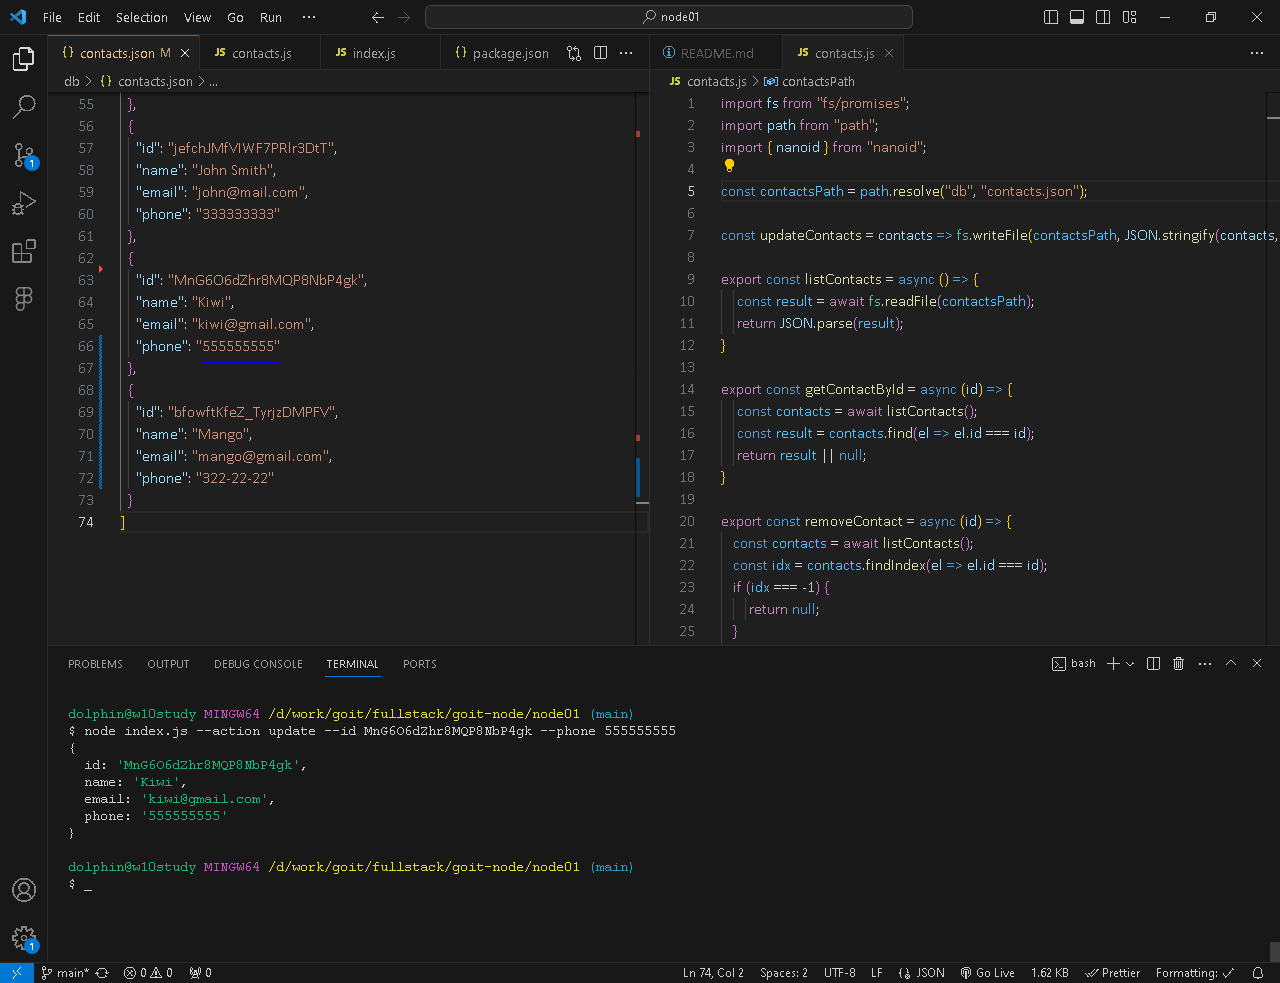 File Edit Selection View Go Run ··· node01
contacts.json M contacts.js index.js package.json ··· README.md contacts.js ···
db > {} contacts.json > ...
55 },
56 {
57 "id": "jefchJMfVIWF7PRlr3DtT",
58 "name": "John Smith",
59 "email": "john@mail.com",
60 "phone": "333333333"
61 },
62 {
63 "id": "MnG6O6dZhr8MQP8NbP4gk",
64 "name": "Kiwi",
65 "email": "kiwi@gmail.com",
66 "phone": "555555555"
67 },
68 {
69 "id": "bfowftKfeZ_TyrjzDMPFV",
70 "name": "Mango",
71 "email": "mango@gmail.com",
72 "phone": "322-22-22"
73 }
74 ]
JS contacts.js > contactsPath
1 import fs from "fs/promises";
2 import path from "path";
3 import { nanoid } from "nanoid";
4
5 const contactsPath = path.resolve("db", "contacts.json");
6
7 const updateContacts = contacts => fs.writeFile(contactsPath, JSON.stringify(contacts,
8
9 export const listContacts = async () => {
10 const result = await fs.readFile(contactsPath);
11 return JSON.parse(result);
12 }
13
14 export const getContactById = async (id) => {
15 const contacts = await listContacts();
16 const result = contacts.find(el => el.id === id);
17 return result || null;
18 }
19
20 export const removeContact = async (id) => {
21 const contacts = await listContacts();
22 const idx = contacts.findIndex(el => el.id === id);
23 if (idx === -1) {
24 return null;
25 }
PROBLEMS OUTPUT DEBUG CONSOLE TERMINAL PORTS bash
dolphin@w10study MINGW64 /d/work/goit/fullstack/goit-node/node01 (main)
$ node index.js --action update --id MnG6O6dZhr8MQP8NbP4gk --phone 555555555
{
id: 'MnG6O6dZhr8MQP8NbP4gk',
name: 'Kiwi',
email: 'kiwi@gmail.com',
phone: '555555555'
}
dolphin@w10study MINGW64 /d/work/goit/fullstack/goit-node/node01 (main)
$ _
main* 0 0 0 Ln 74, Col 2 Spaces: 2 UTF-8 LF JSON Go Live 1.62 KB Prettier Formatting: ✓